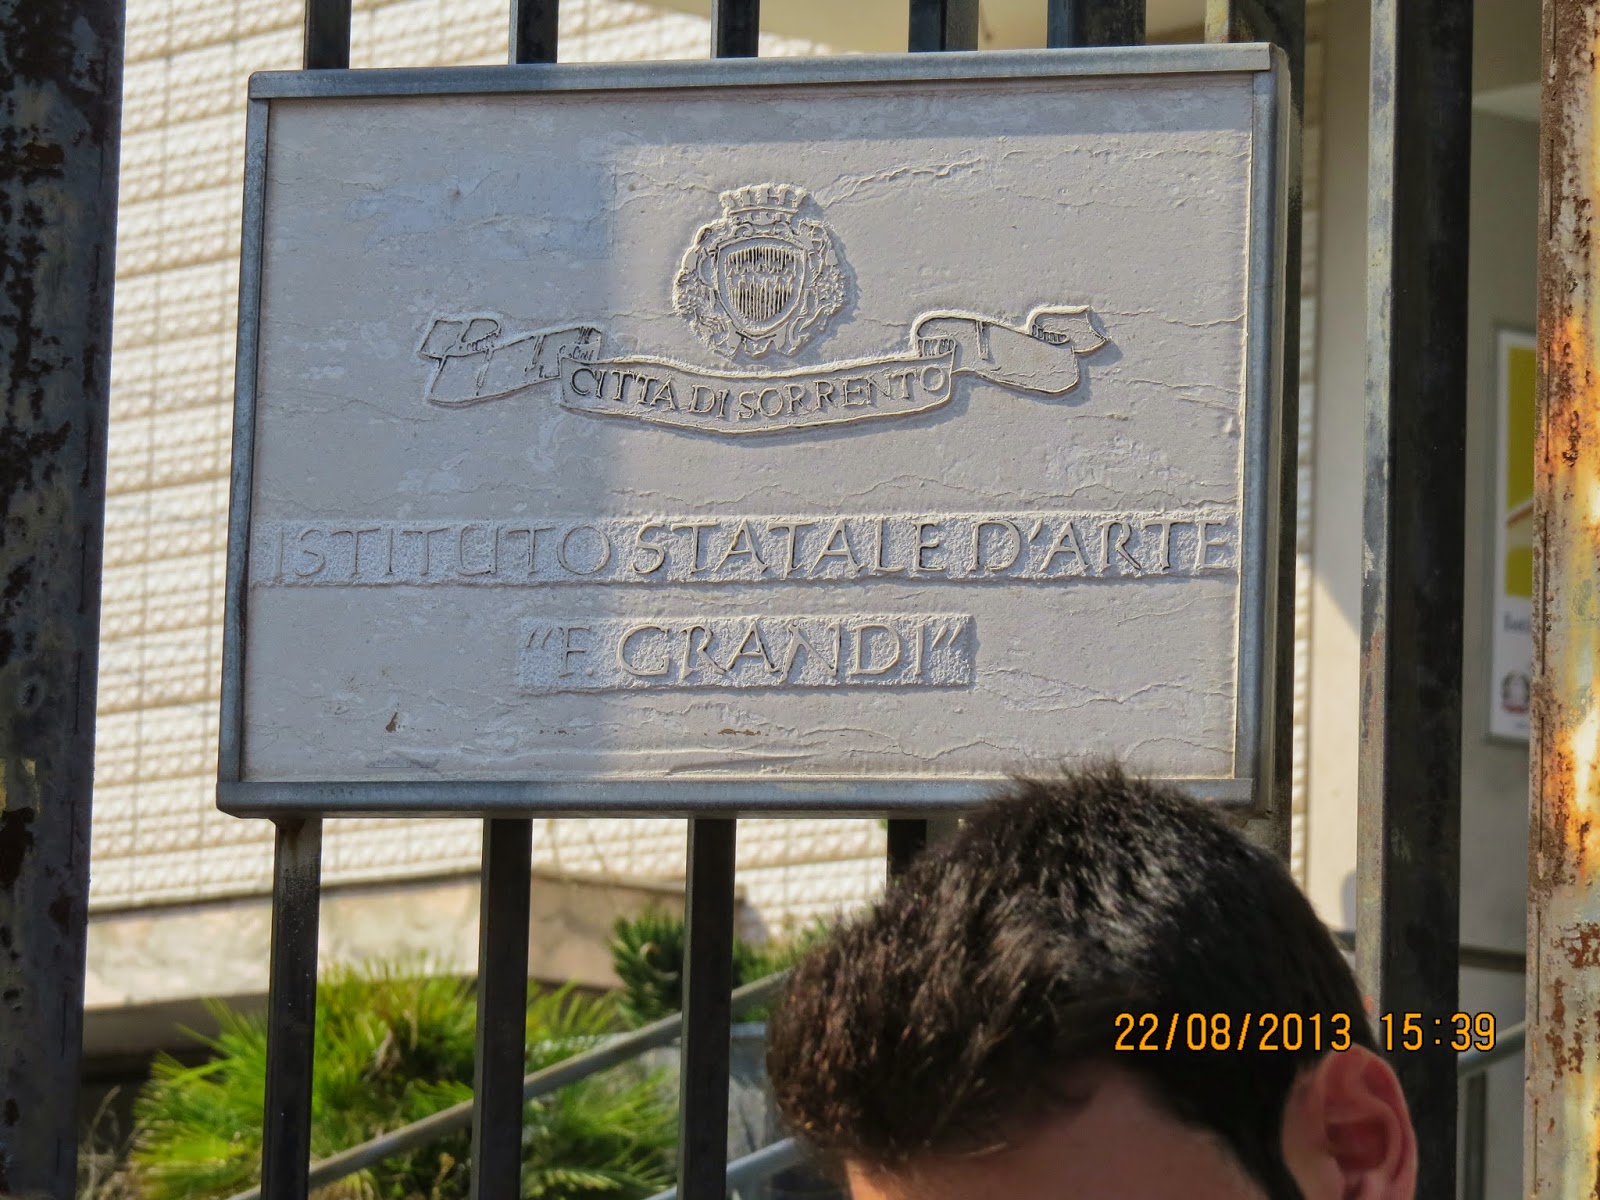 CITTA DI SORRENTO
ISTITUTO STATALE D'ARTE
"F GRANDI"
22/08/2013 15:39